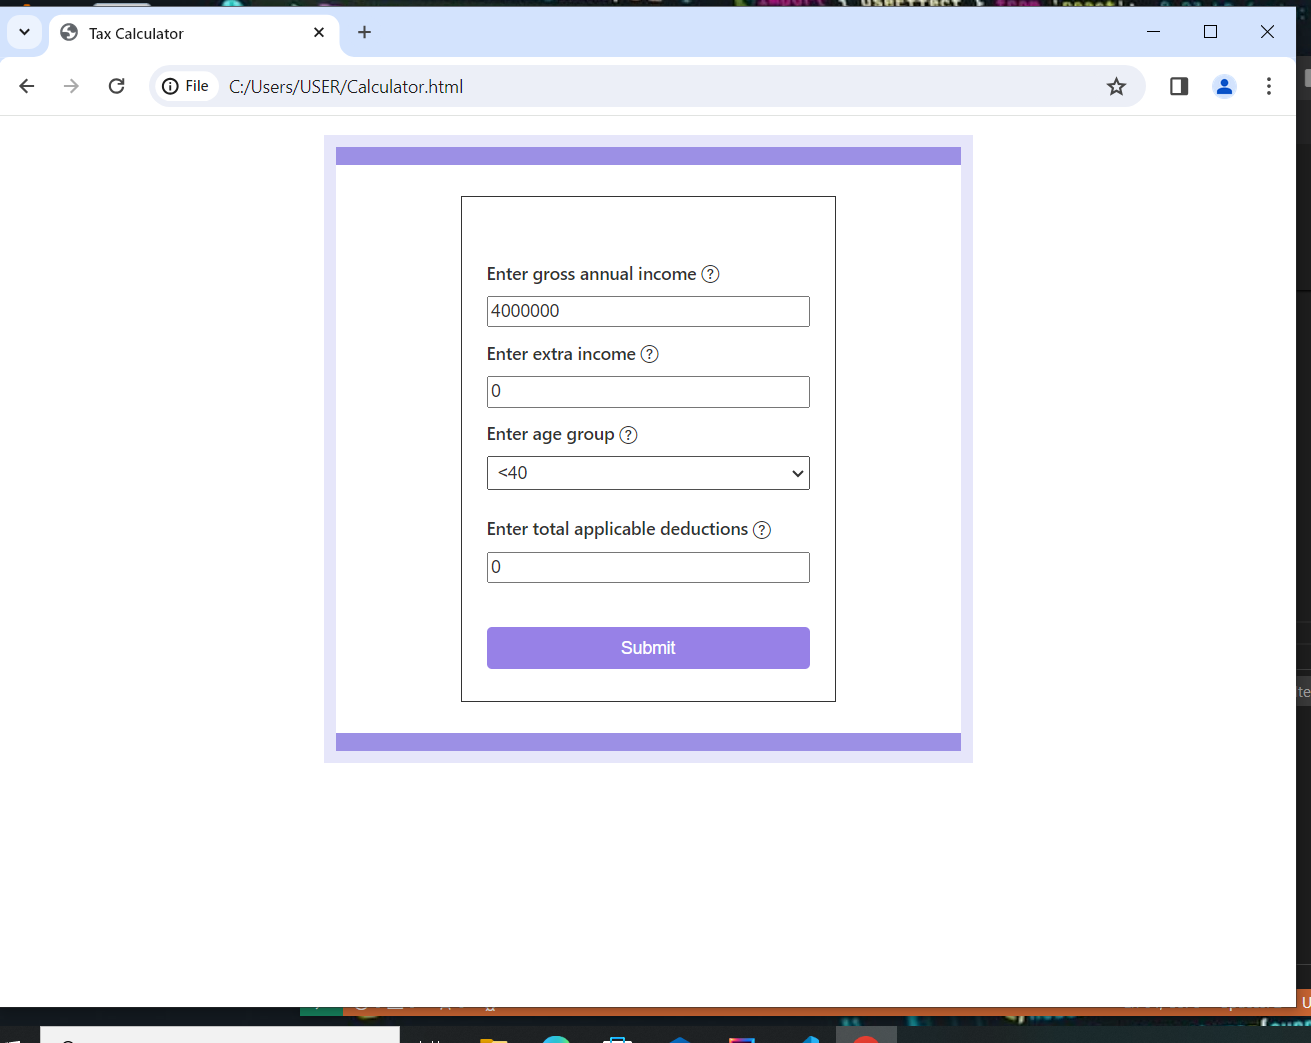 Tax Calculator
File C:/Users/USER/Calculator.html
Enter gross annual income ?
4000000
Enter extra income ?
0
Enter age group ?
<40
Enter total applicable deductions ?
0
Submit